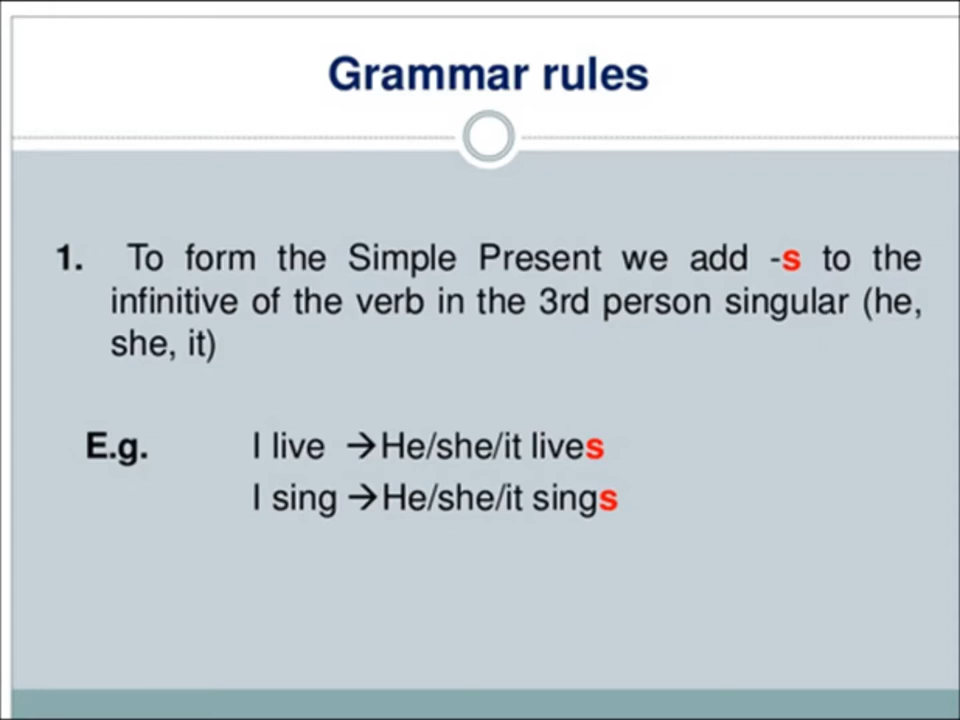 Grammar rules
1. To form the Simple Present we add -s to the
infinitive of the verb in the 3rd person singular (he,
she, it)
E.g. I live →He/she/it lives
I sing →He/she/it sings